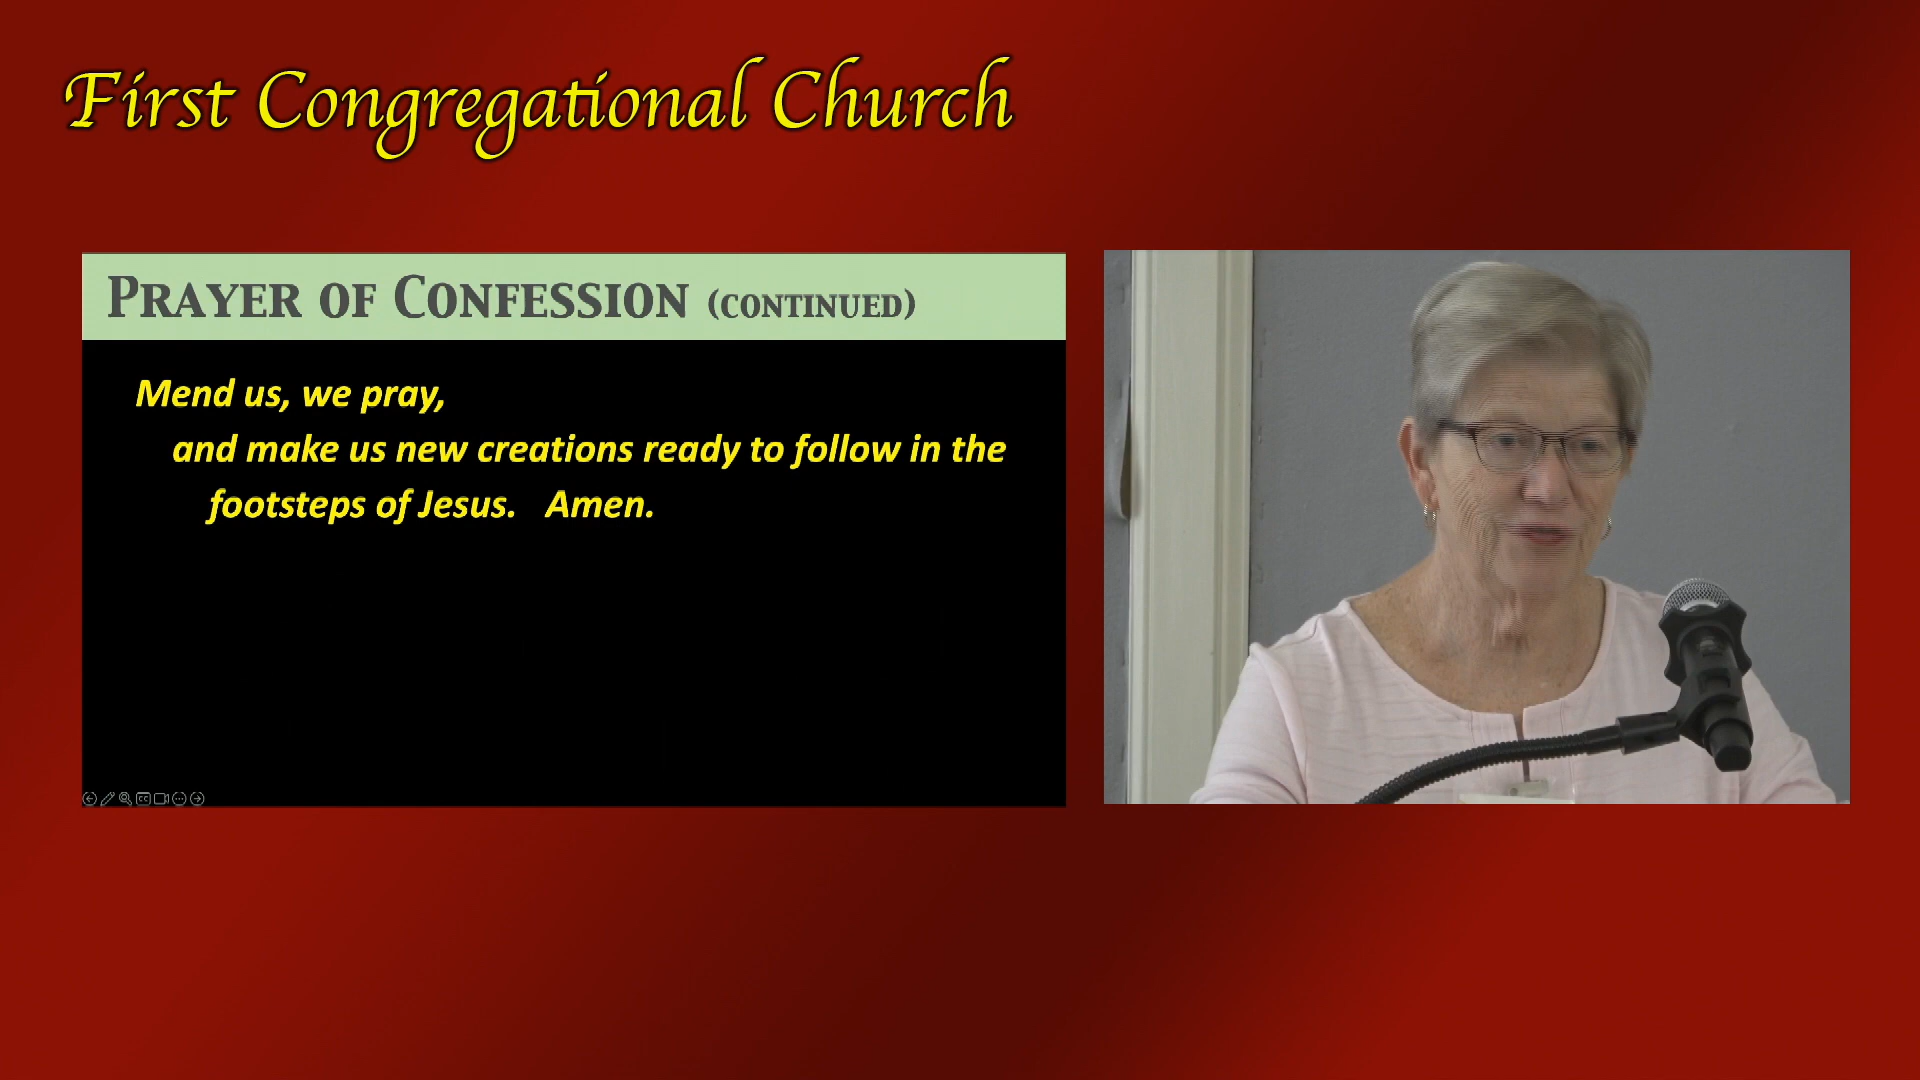 First Congregational Church
Prayer of Confession (continued)
Mend us, we pray,
and make us new creations ready to follow in the
footsteps of Jesus.   Amen.